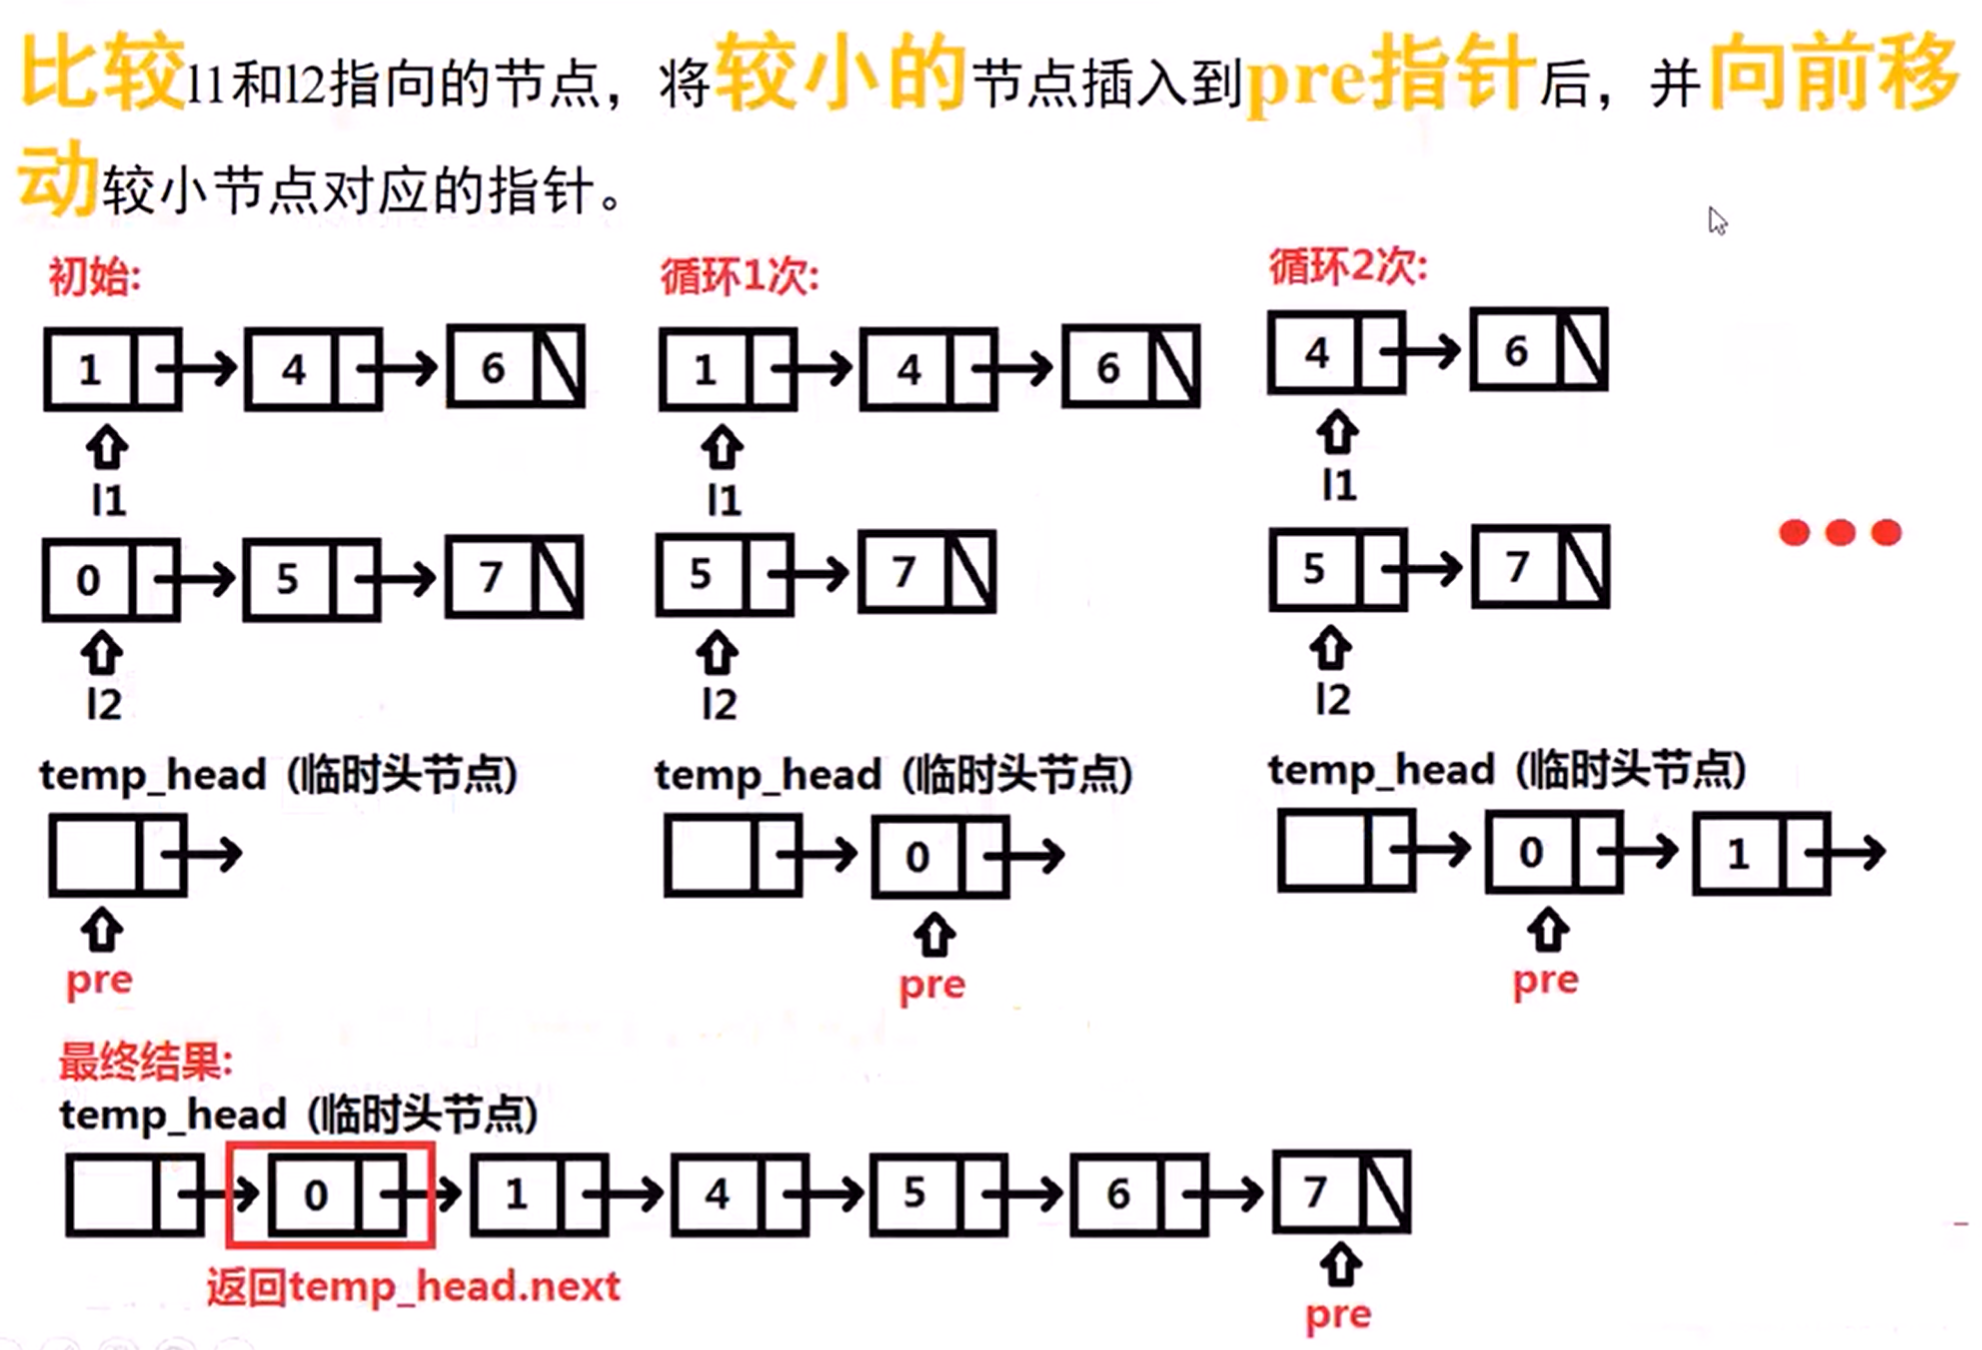 比较l1和l2指向的节点，将较小的节点插入到pre指针后，并向前移
动较小节点对应的指针。
初始: 循环1次: 循环2次:
1 4 6 1 4 6 4 6
l1 l1 l1
0 5 7 5 7 5 7
l2 l2 l2
temp_head (临时头节点) temp_head (临时头节点) temp_head (临时头节点)
0 0 1
pre pre pre
最终结果:
temp_head (临时头节点)
0 1 4 5 6 7
返回temp_head.next
pre